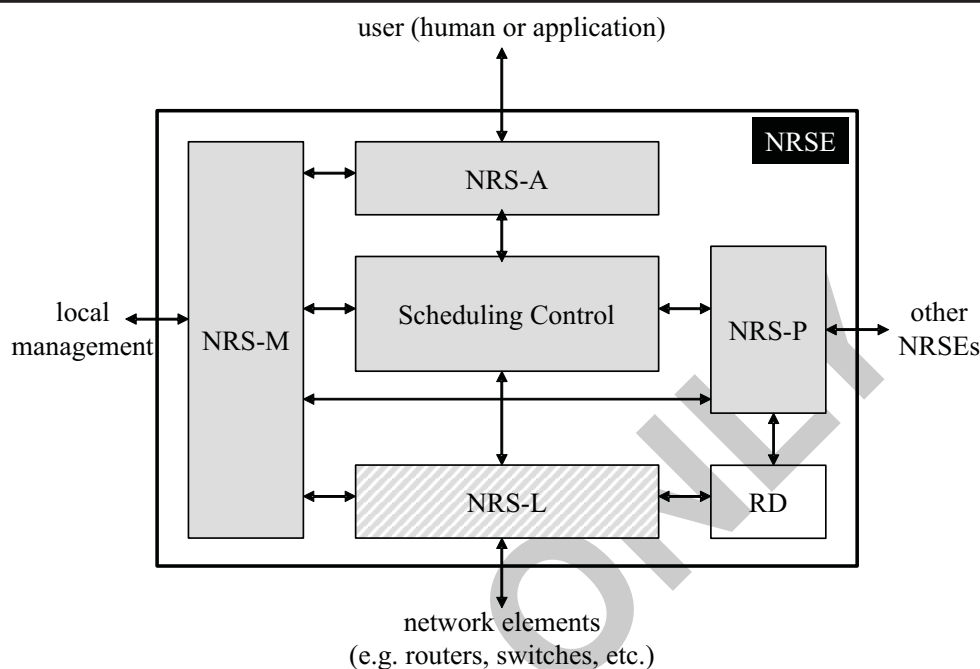 user (human or application)
NRSE
NRS-A
Scheduling Control
local
management
NRS-M
NRS-P
other
NRSEs
NRS-L
RD
ONLY
network elements
(e.g. routers, switches, etc.)